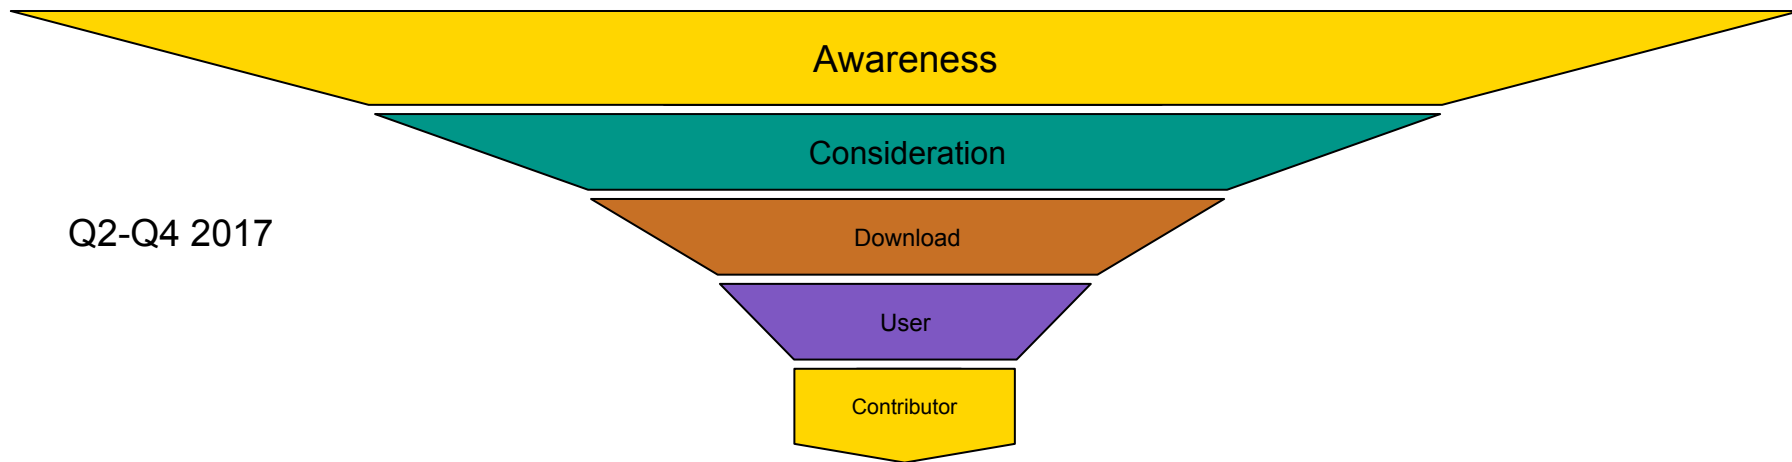 Awareness
Consideration
Q2-Q4 2017
Download
User
Contributor